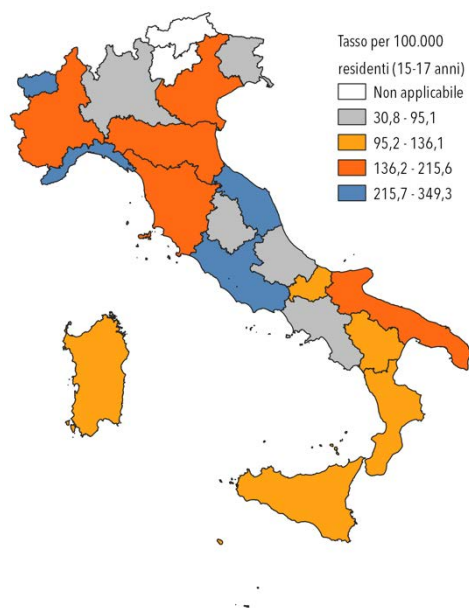 Tasso per 100.000
residenti (15-17 anni)
Non applicabile
30,8 - 95,1
95,2 - 136,1
136,2 - 215,6
215,7 - 349,3